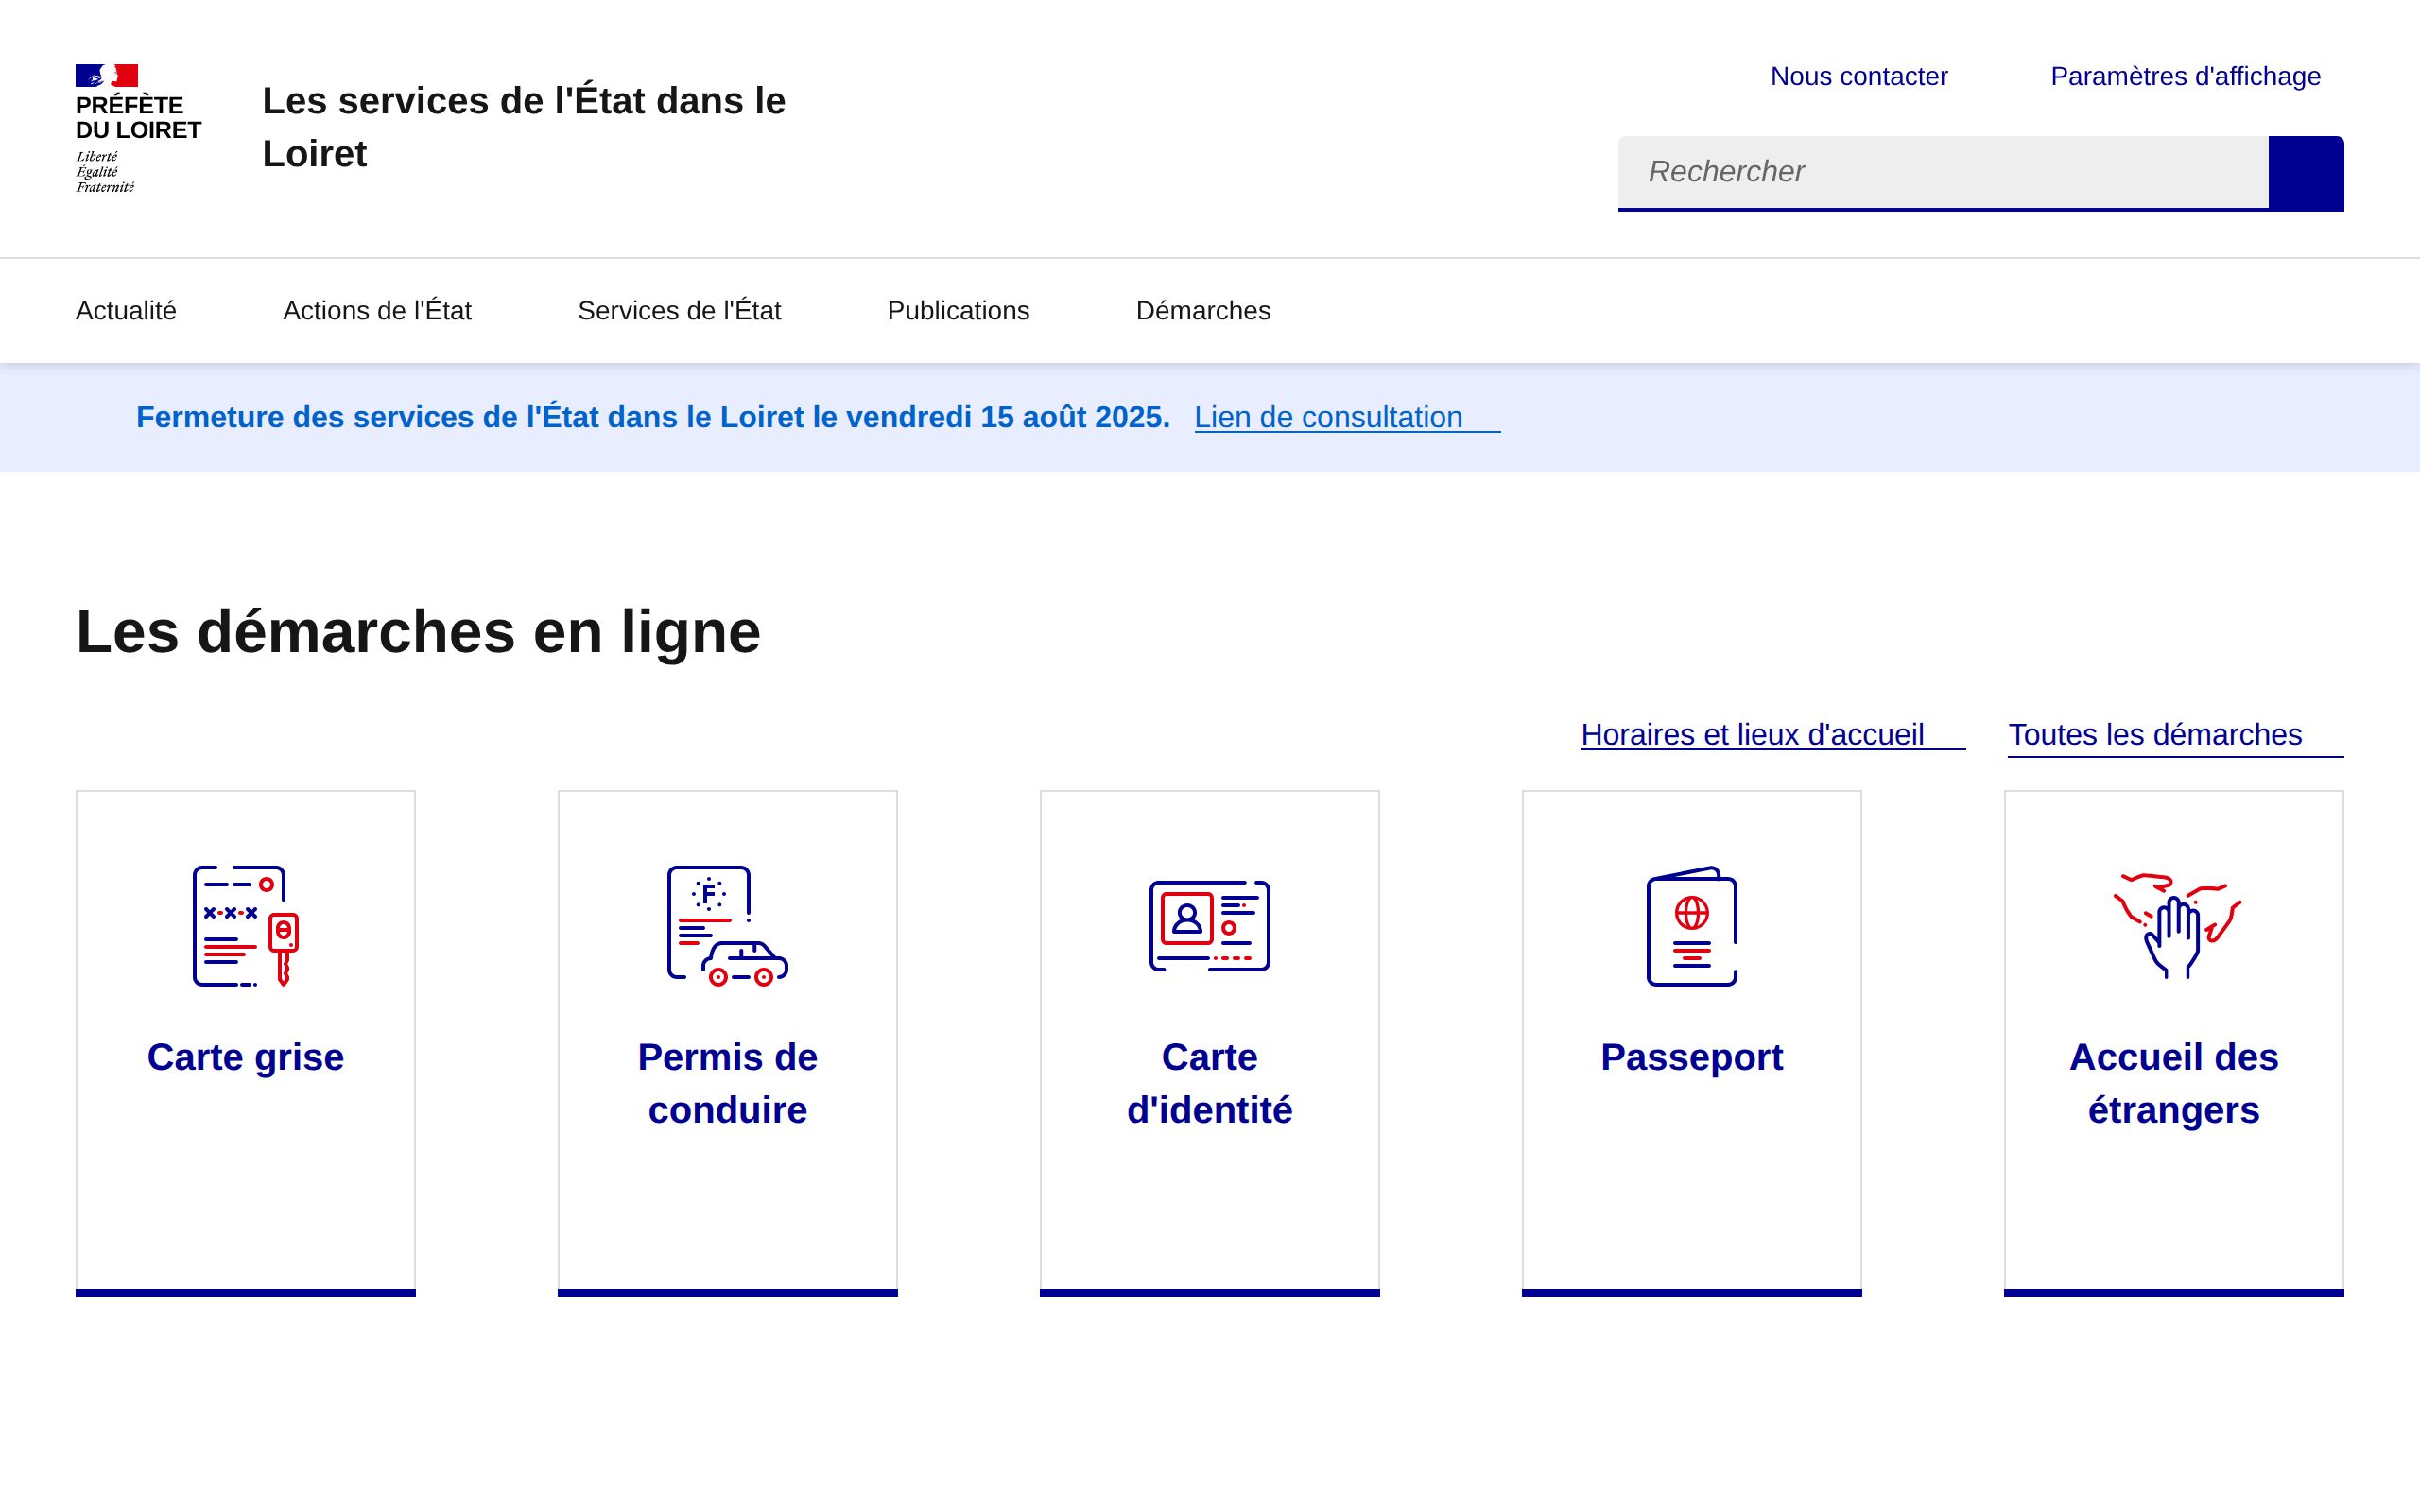 PRÉFÈTE
DU LOIRET
Liberté
Égalité
Fraternité
Les services de l'État dans le
Loiret
Nous contacter
Paramètres d'affichage
Rechercher
Actualité
Actions de l'État
Services de l'État
Publications
Démarches
Fermeture des services de l'État dans le Loiret le vendredi 15 août 2025. Lien de consultation
Les démarches en ligne
Horaires et lieux d'accueil
Toutes les démarches
Carte grise
F
Permis de
conduire
Carte
d'identité
Passeport
Accueil des
étrangers